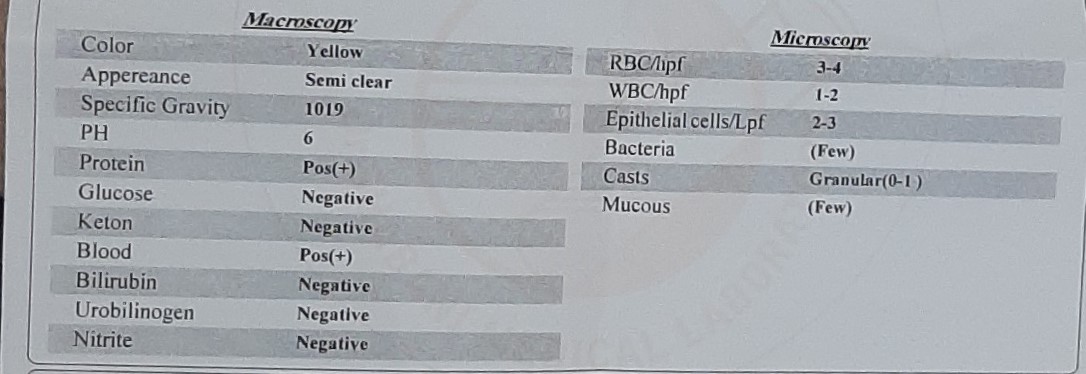 Macroscopy
Color Yellow
Appereance Semi clear
Specific Gravity 1019
PH 6
Protein Pos(+)
Glucose Negative
Keton Negative
Blood Pos(+)
Bilirubin Negative
Urobilinogen Negative
Nitrite Negative
Microscopy
RBC/hpf 3-4
WBC/hpf 1-2
Epithelial cells/Lpf 2-3
Bacteria (Few)
Casts Granular(0-1 )
Mucous (Few)